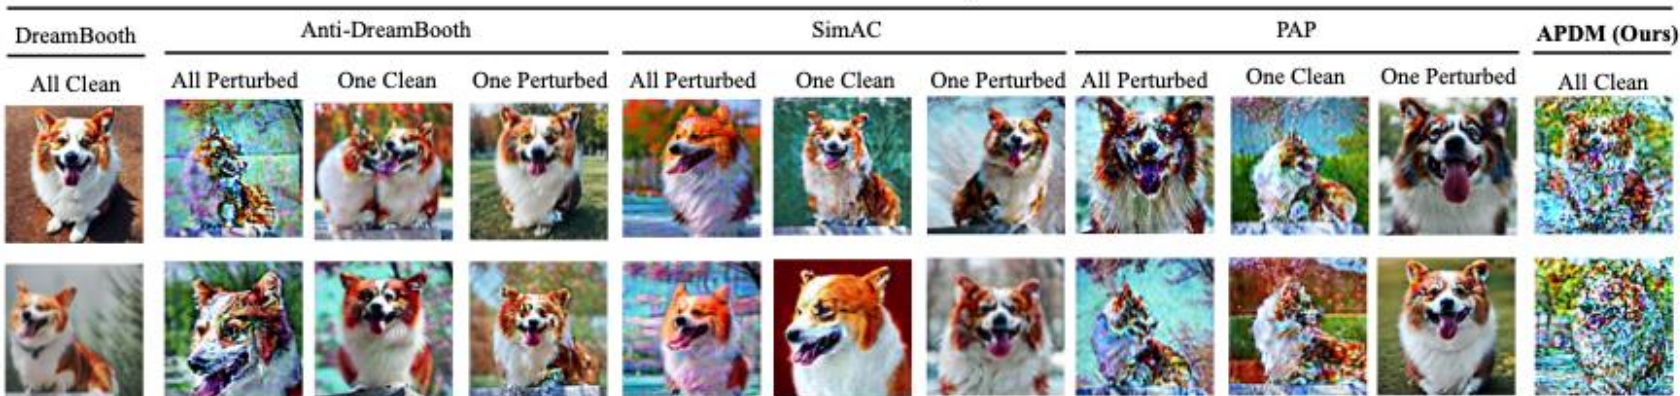 DreamBooth Anti-DreamBooth SimAC PAP APDM (Ours)
All Clean All Perturbed One Clean One Perturbed All Perturbed One Clean One Perturbed All Perturbed One Clean One Perturbed All Clean